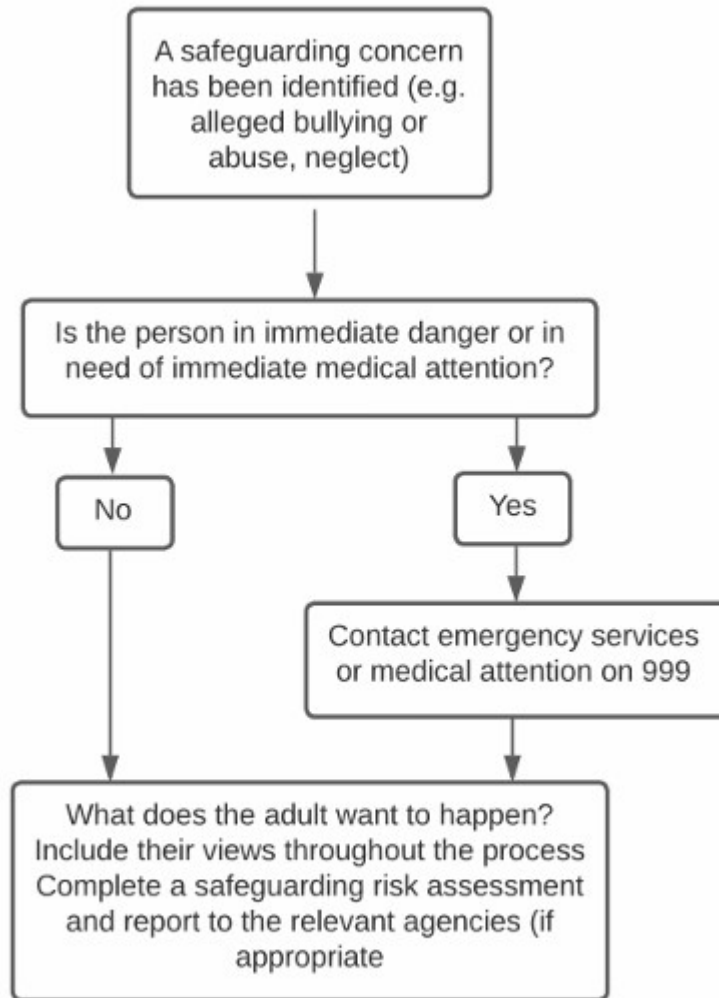 A safeguarding concern
has been identified (e.g.
alleged bullying or
abuse, neglect)
Is the person in immediate danger or in
need of immediate medical attention?
No
Yes
Contact emergency services
or medical attention on 999
What does the adult want to happen?
Include their views throughout the process
Complete a safeguarding risk assessment
and report to the relevant agencies (if
appropriate